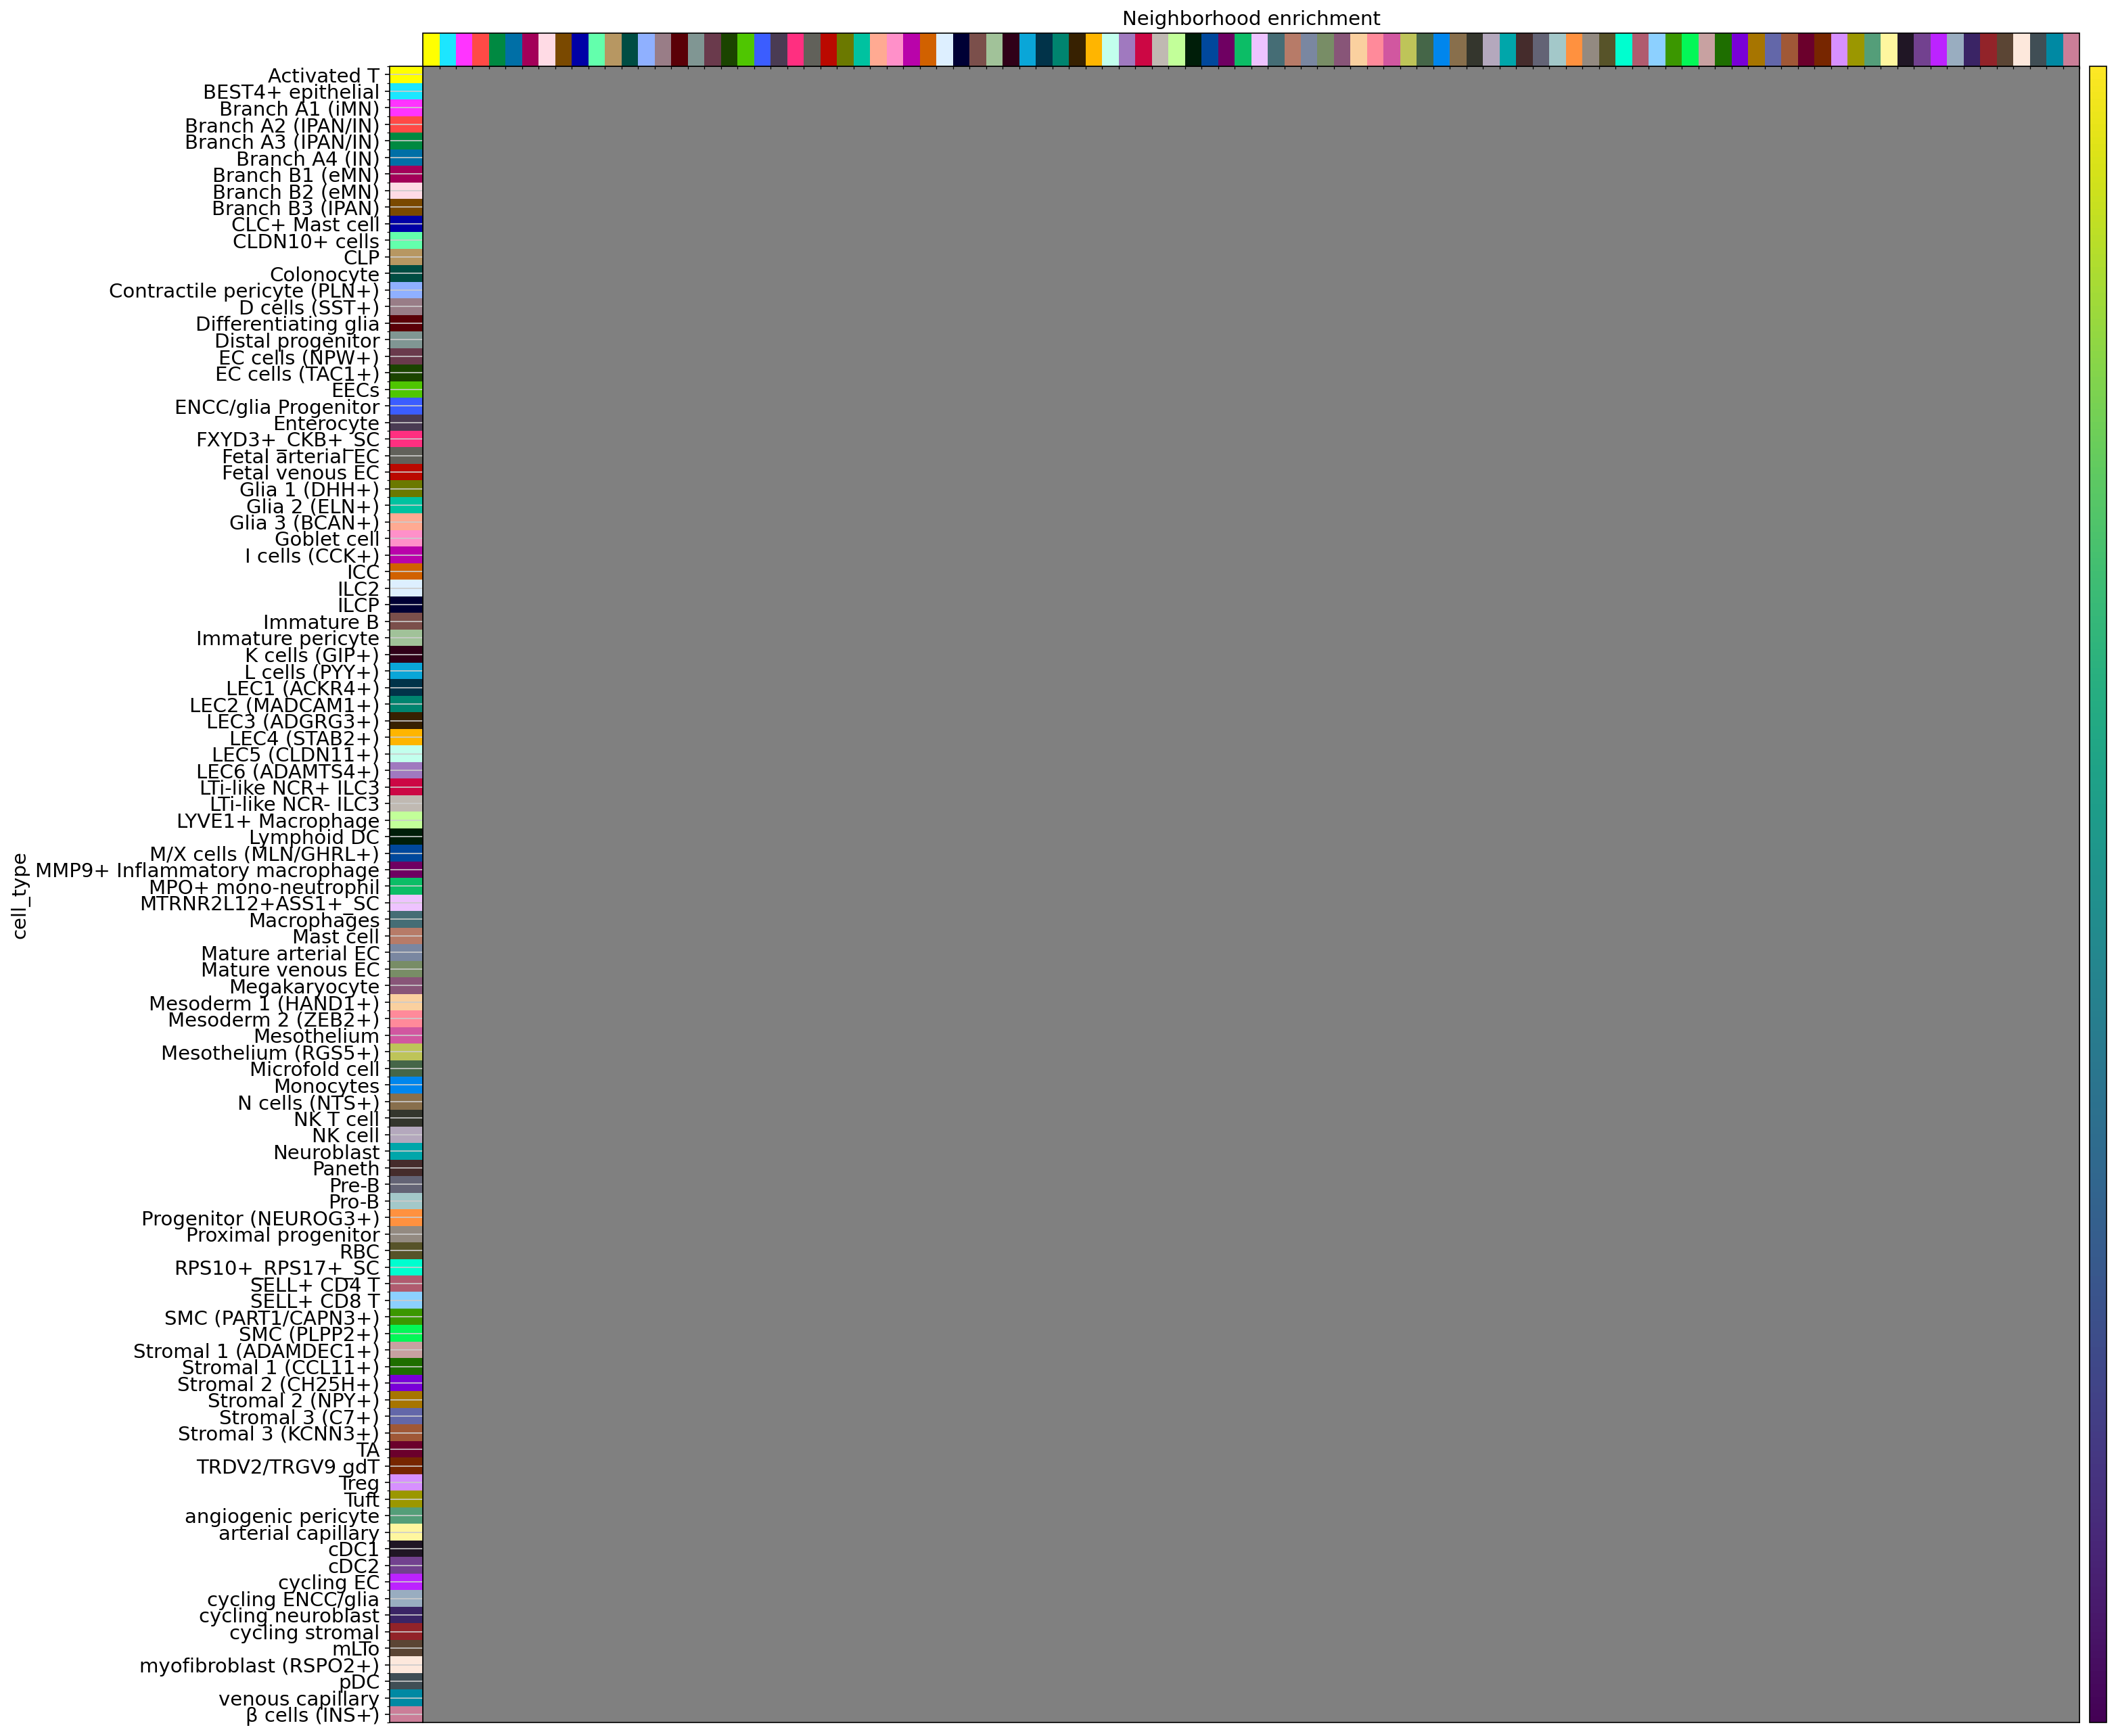 Neighborhood enrichment
Activated T
BEST4+ epithelial
Branch A1 (iMN)
Branch A2 (IPAN/IN)
Branch A3 (IPAN/IN)
Branch A4 (IN)
Branch B1 (eMN)
Branch B2 (eMN)
Branch B3 (IPAN)
CLC+ Mast cell
CLDN10+ cells
CLP
Colonocyte
Contractile pericyte (PLN+)
D cells (SST+)
Differentiating glia
Distal progenitor
EC cells (NPW+)
EC cells (TAC1+)
EECs
ENCC/glia Progenitor
Enterocyte
FXYD3+_CKB+_SC
Fetal arterial EC
Fetal venous EC
Glia 1 (DHH+)
Glia 2 (ELN+)
Glia 3 (BCAN+)
Goblet cell
I cells (CCK+)
ICC
ILC2
ILCP
Immature B
Immature pericyte
K cells (GIP+)
L cells (PYY+)
LEC1 (ACKR4+)
LEC2 (MADCAM1+)
LEC3 (ADGRG3+)
LEC4 (STAB2+)
LEC5 (CLDN11+)
LEC6 (ADAMTS4+)
LTi-like NCR+ ILC3
LTi-like NCR- ILC3
LYVE1+ Macrophage
Lymphoid DC
M/X cells (MLN/GHRL+)
MMP9+ Inflammatory macrophage
MPO+ mono-neutrophil
MTRNR2L12+ASS1+_SC
Macrophages
Mast cell
Mature arterial EC
Mature venous EC
Megakaryocyte
Mesoderm 1 (HAND1+)
Mesoderm 2 (ZEB2+)
Mesothelium
Mesothelium (RGS5+)
Microfold cell
Monocytes
N cells (NTS+)
NK T cell
NK cell
Neuroblast
Paneth
Pre-B
Pro-B
Progenitor (NEUROG3+)
Proximal progenitor
RBC
RPS10+_RPS17+_SC
SELL+ CD4 T
SELL+ CD8 T
SMC (PART1/CAPN3+)
SMC (PLPP2+)
Stromal 1 (ADAMDEC1+)
Stromal 1 (CCL11+)
Stromal 2 (CH25H+)
Stromal 2 (NPY+)
Stromal 3 (C7+)
Stromal 3 (KCNN3+)
TA
TRDV2/TRGV9 gdT
Treg
Tuft
angiogenic pericyte
arterial capillary
cDC1
cDC2
cycling EC
cycling ENCC/glia
cycling neuroblast
cycling stromal
mLTo
myofibroblast (RSPO2+)
pDC
venous capillary
β cells (INS+)
cell_type